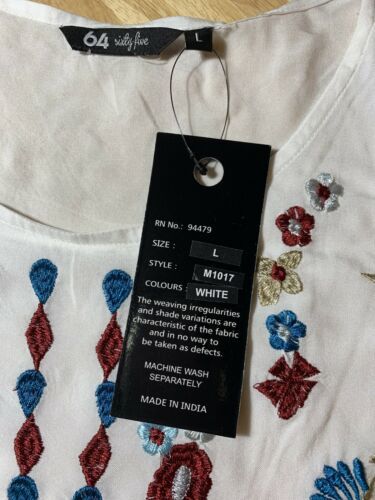 64 sixty five
L
RN No.: 94479
SIZE : L
STYLE : M1017
COLOURS : WHITE
The weaving irregularities
and shade variations are
characteristic of the fabric
and in no way to
be taken as defects.
MACHINE WASH
SEPARATELY
MADE IN INDIA